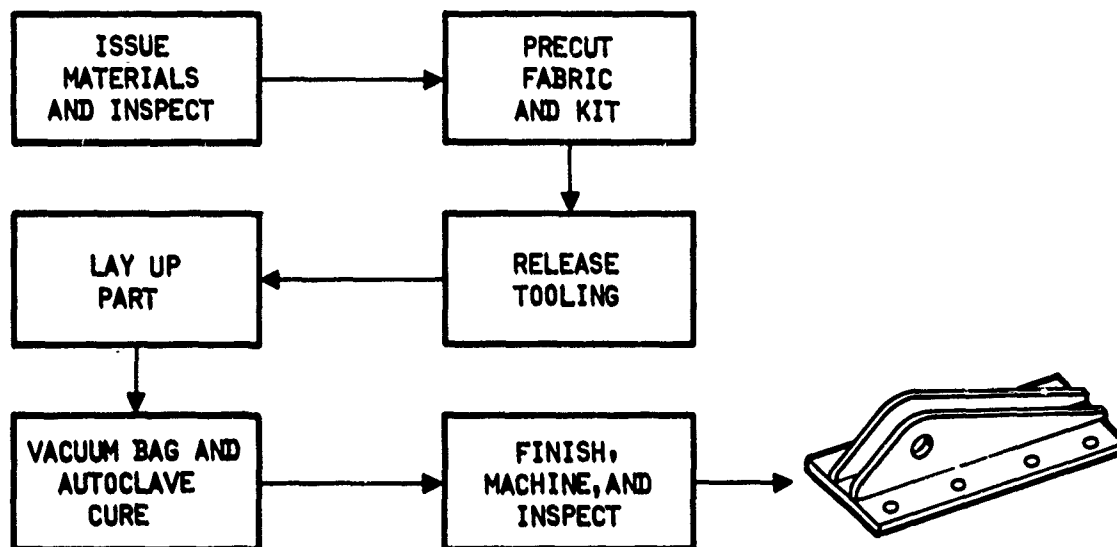 ISSUE
MATERIALS
AND INSPECT
PRECUT
FABRIC
AND KIT
RELEASE
TOOLING
LAY UP
PART
VACUUM BAG AND
AUTOCLAVE
CURE
FINISH,
MACHINE, AND
INSPECT